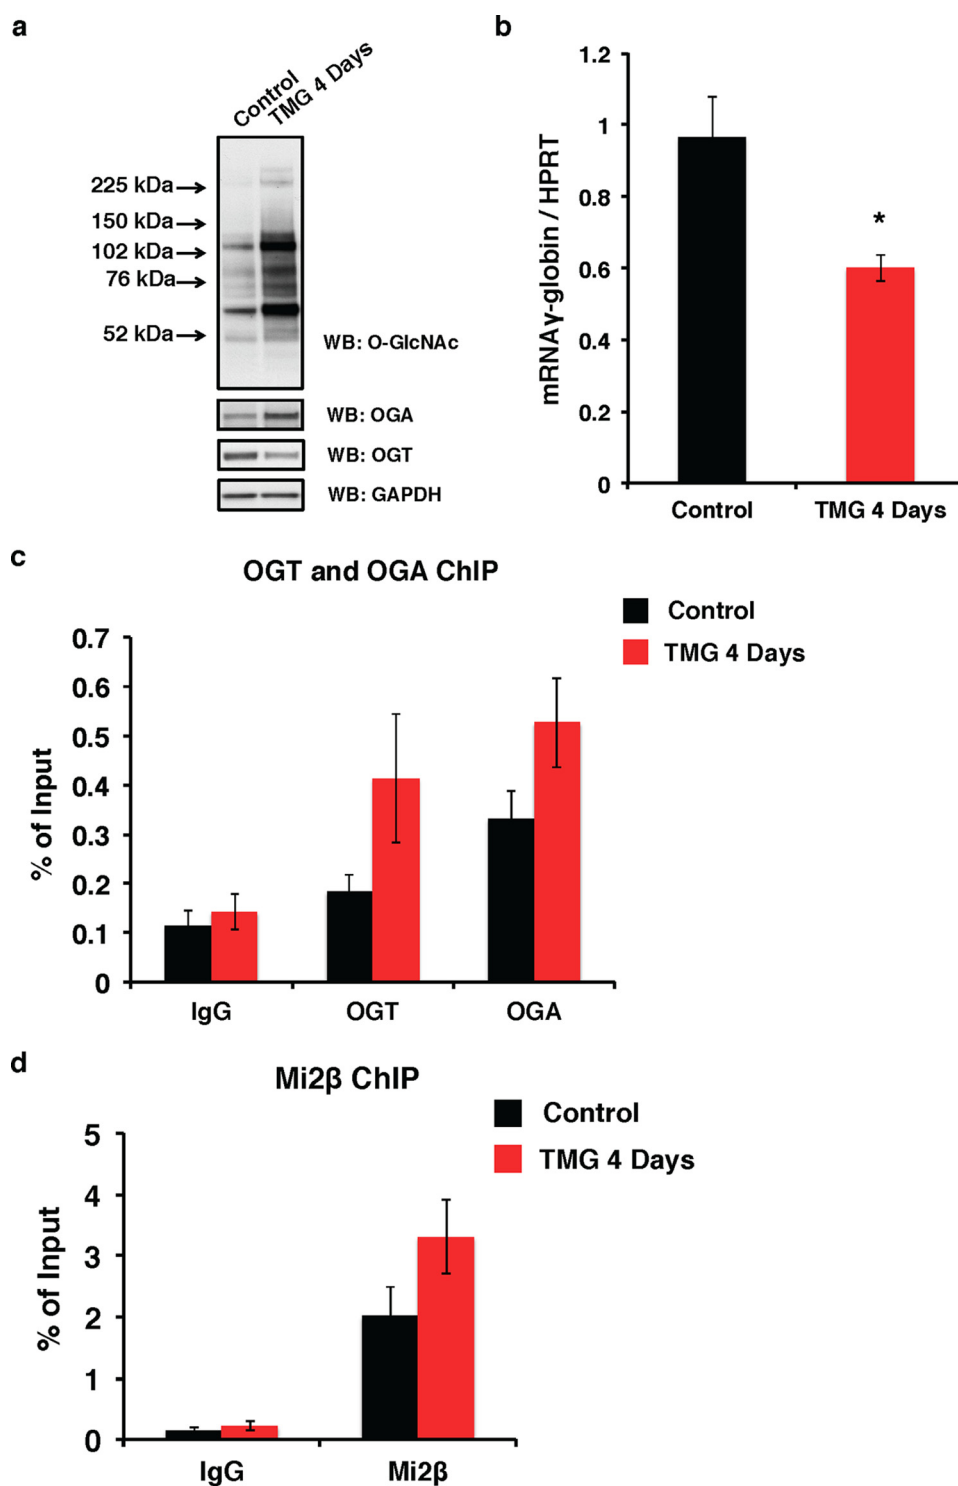 a
Control
TMG 4 Days
225 kDa→
150 kDa→
102 kDa→
76 kDa→
52 kDa→
WB: O-GlcNAc
WB: OGA
WB: OGT
WB: GAPDH
b
mRNAγ-globin / HPRT
1.2
1
0.8
0.6
0.4
0.2
0
*
Control
TMG 4 Days
c
OGT and OGA ChIP
Control
TMG 4 Days
% of Input
0.7
0.6
0.5
0.4
0.3
0.2
0.1
0
IgG
OGT
OGA
d
Mi2β ChIP
Control
TMG 4 Days
% of Input
5
4
3
2
1
0
IgG
Mi2β